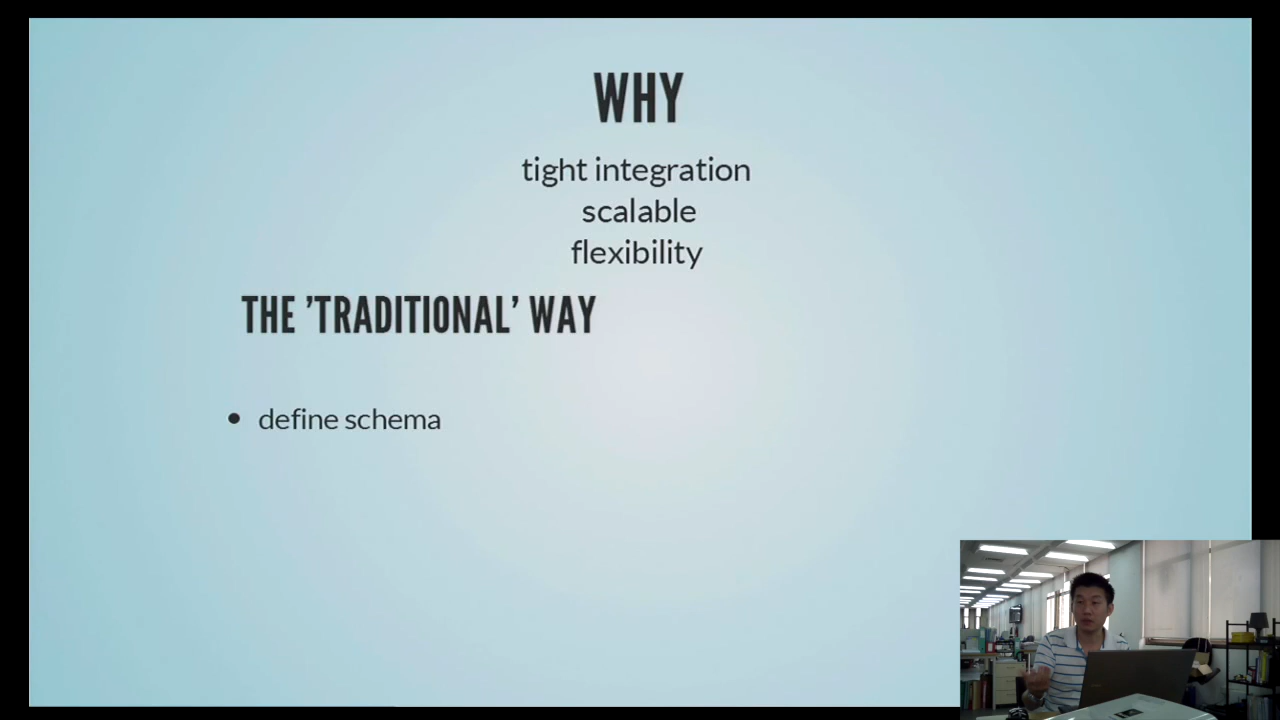 WHY
tight integration
scalable
flexibility
THE 'TRADITIONAL' WAY
• define schema